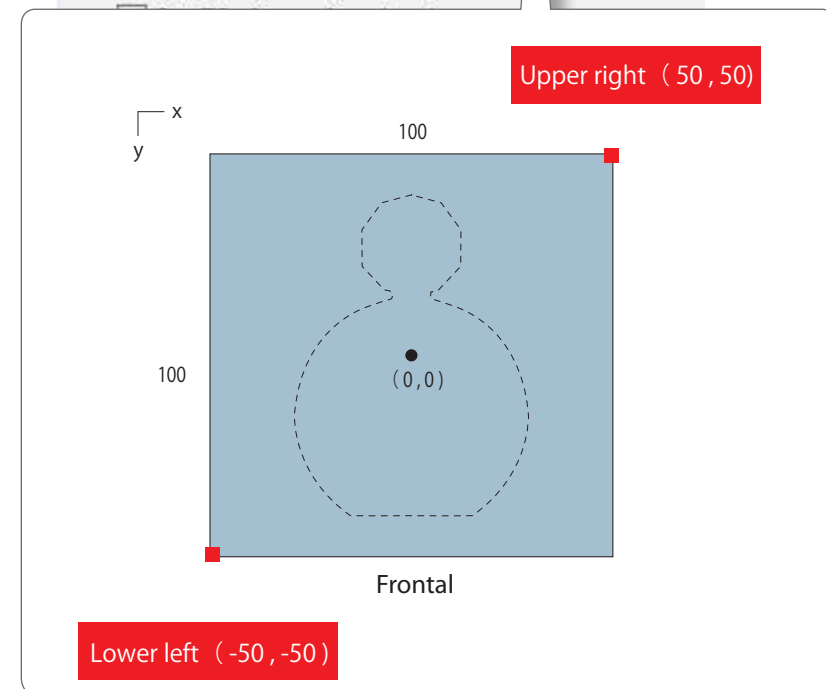 Upper right （ 50 , 50)
x
y
100
100
（ 0 , 0 ）
Frontal
Lower left （ -50 , -50 )